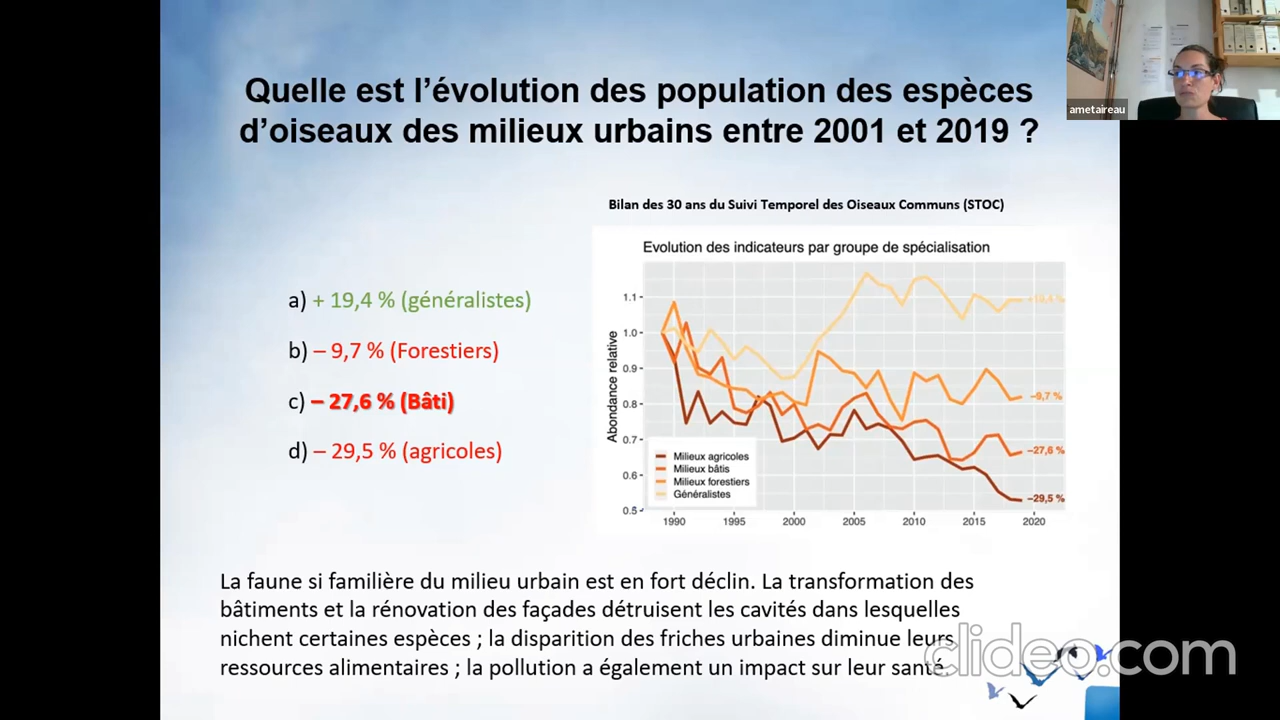 Quelle est l’évolution des population des espèces
d’oiseaux des milieux urbains entre 2001 et 2019 ?
ametaireau
Bilan des 30 ans du Suivi Temporel des Oiseaux Communs (STOC)
Evolution des indicateurs par groupe de spécialisation
a) + 19,4 % (généralistes)
b) – 9,7 % (Forestiers)
c) – 27,6 % (Bâti)
d) – 29,5 % (agricoles)
Abondance relative
1.1
1.0
0.9
0.8
0.7
0.6
0.5
+19,4 %
−9,7 %
−27,6 %
−29,5 %
Milieux agricoles
Milieux bâtis
Milieux forestiers
Généralistes
1990 1995 2000 2005 2010 2015 2020
La faune si familière du milieu urbain est en fort déclin. La transformation des
bâtiments et la rénovation des façades détruisent les cavités dans lesquelles
nichent certaines espèces ; la disparition des friches urbaines diminue leurs
ressources alimentaires ; la pollution a également un impact sur leur santé.
clideo.com